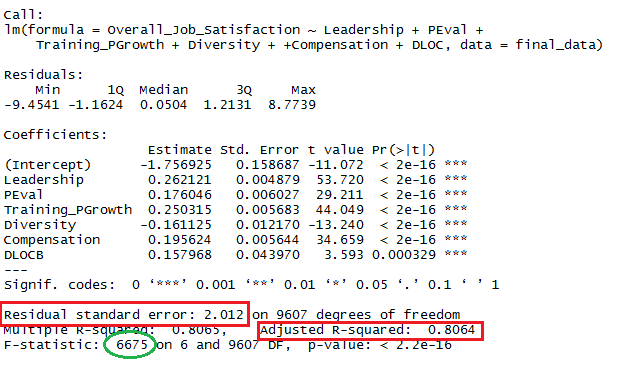 Call:
lm(formula = Overall_Job_Satisfaction ~ Leadership + PEval +
    Training_PGrowth + Diversity + +Compensation + DLOC, data = final_data)
Residuals:
    Min      1Q  Median      3Q     Max
-9.4541 -1.1624  0.0504  1.2131  8.7739
Coefficients:
                  Estimate Std. Error t value Pr(>|t|)
(Intercept)      -1.756925   0.158687 -11.072  < 2e-16 ***
Leadership        0.262121   0.004879  53.720  < 2e-16 ***
PEval             0.176046   0.006027  29.211  < 2e-16 ***
Training_PGrowth  0.250315   0.005683  44.049  < 2e-16 ***
Diversity        -0.161125   0.012170 -13.240  < 2e-16 ***
Compensation      0.195624   0.005644  34.659  < 2e-16 ***
DLOCB             0.157968   0.043970   3.593 0.000329 ***
---
Signif. codes:  0 ‘***’ 0.001 ‘**’ 0.01 ‘*’ 0.05 ‘.’ 0.1 ‘ ’ 1
Residual standard error: 2.012 on 9607 degrees of freedom
Multiple R-squared:  0.8065,    Adjusted R-squared:  0.8064
F-statistic:  6675 on 6 and 9607 DF,  p-value: < 2.2e-16